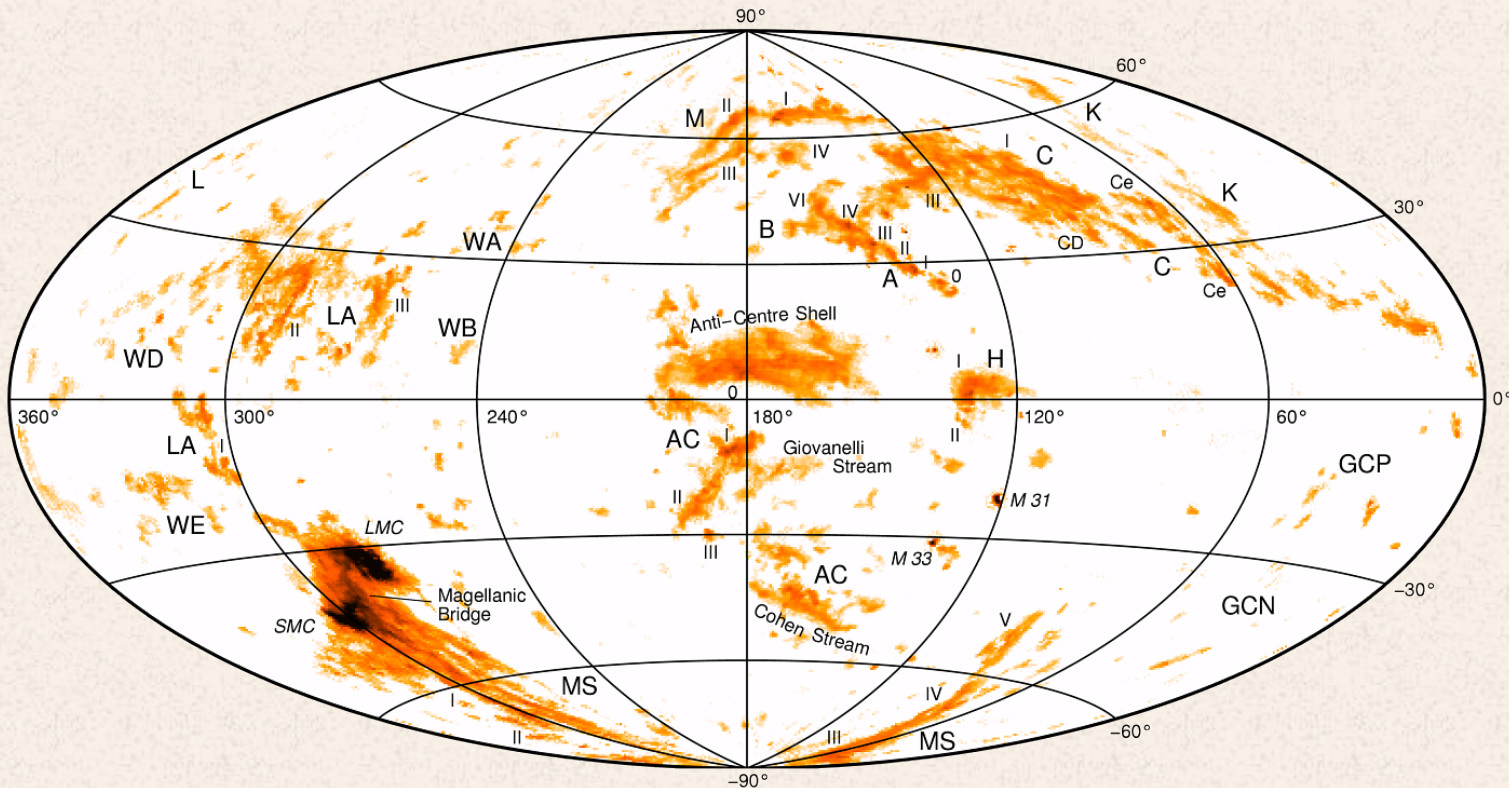 90°
60°
K
M
II
I
I
C
IV
III
L
Ce
K
VI
IV
III
30°
B
III
WA
II
CD
A
I
0
C
Ce
III
LA
Anti-Centre Shell
II
WB
WD
I
H
0
0°
360°
300°
240°
180°
120°
60°
LA
I
AC
I
II
Giovanelli
Stream
GCP
II
M 31
WE
LMC
III
M 33
AC
-30°
Magellanic
Bridge
GCN
SMC
Cohen Stream
V
MS
I
IV
II
III
MS
-60°
-90°